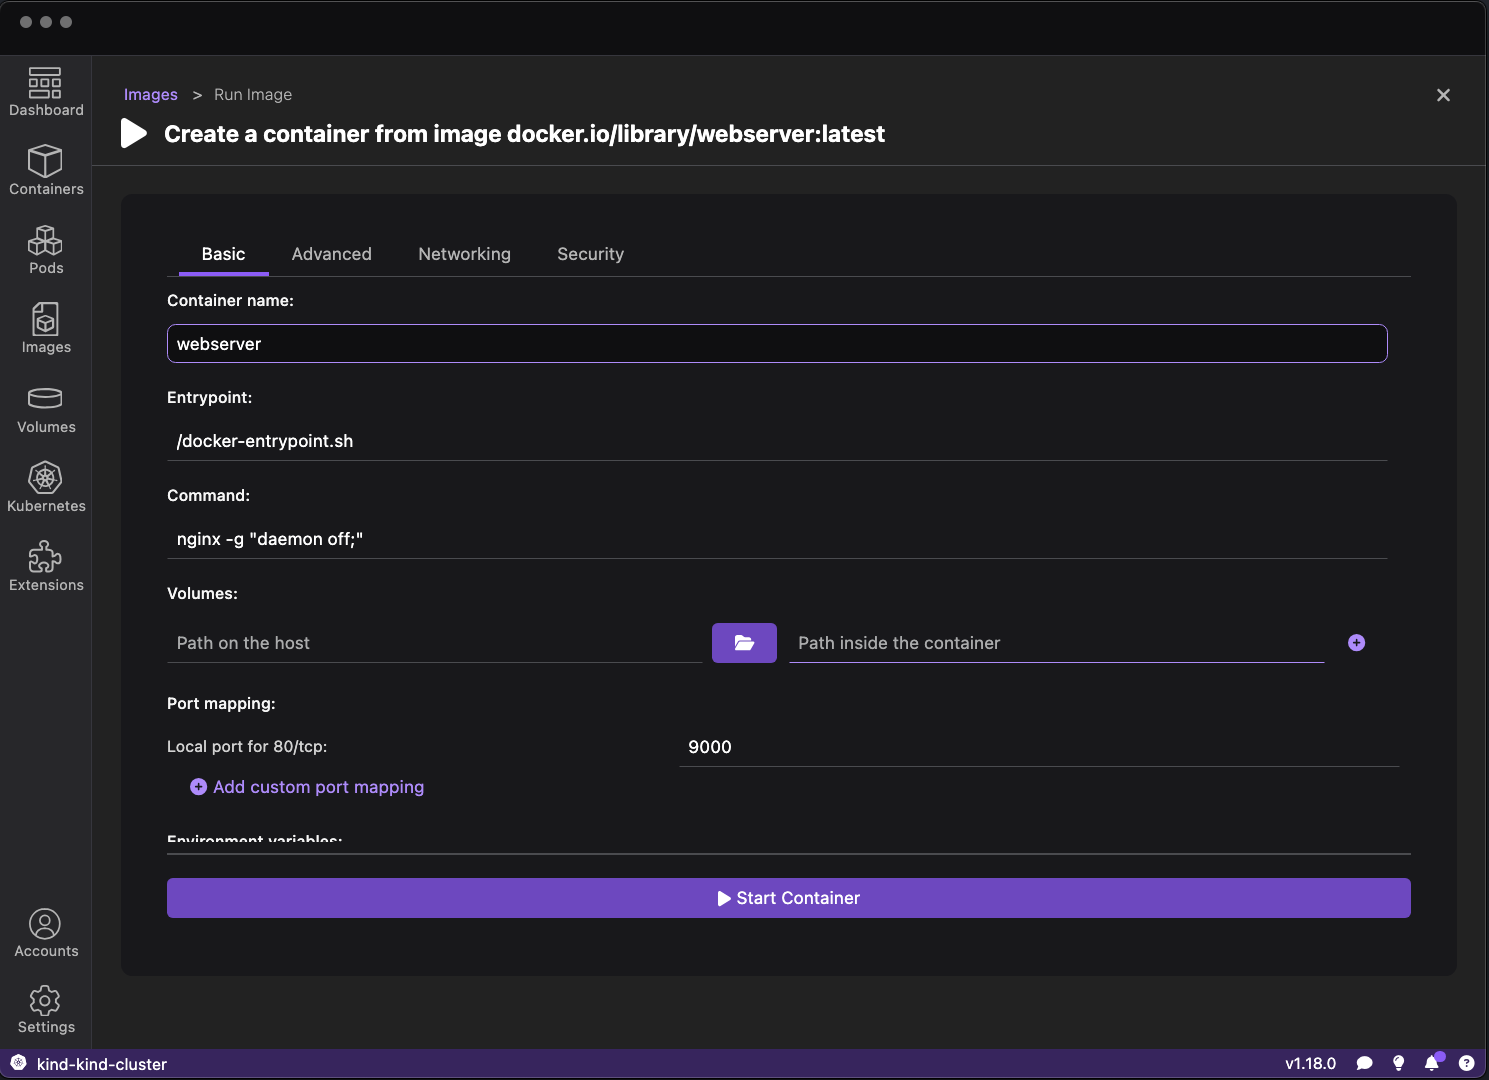 Images > Run Image
Create a container from image docker.io/library/webserver:latest
Dashboard
Containers
Pods
Images
Volumes
Kubernetes
Extensions
Accounts
Settings
Basic Advanced Networking Security
Container name:
webserver
Entrypoint:
/docker-entrypoint.sh
Command:
nginx -g "daemon off;"
Volumes:
Path on the host Path inside the container
Port mapping:
Local port for 80/tcp: 9000
Add custom port mapping
Environment variables:
Start Container
kind-kind-cluster v1.18.0